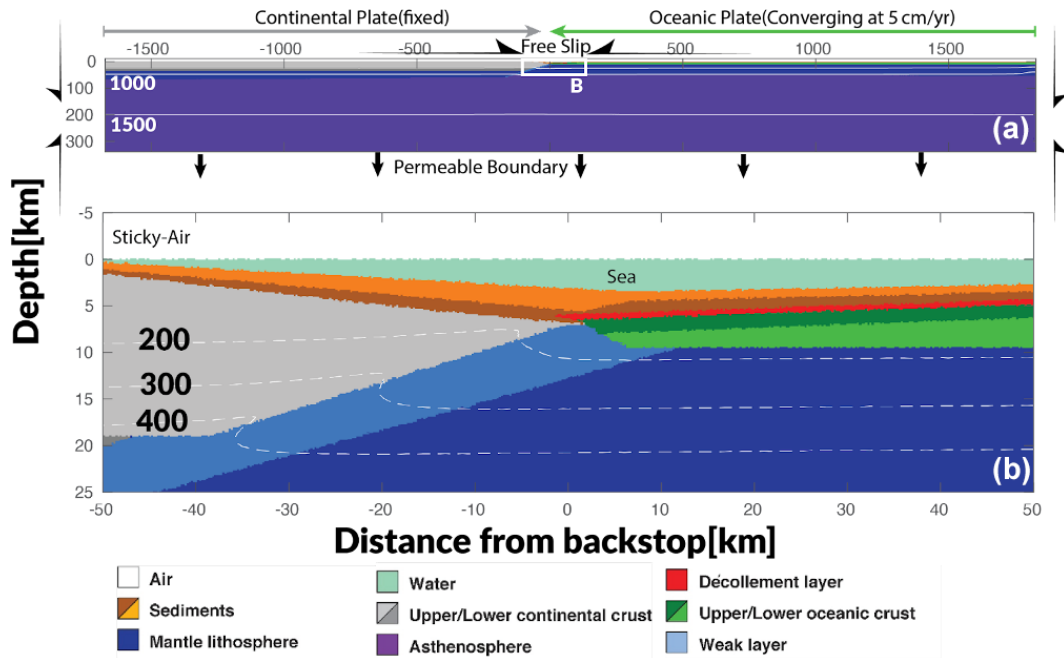 Continental Plate(fixed) Oceanic Plate(Converging at 5 cm/yr)
-1500 -1000 -500 Free Slip 500 1000 1500
0
100
200
300
1000
1500
B
(a)
Permeable Boundary
Depth[km]
-5
0
5
10
15
20
25
Sticky-Air
Sea
200
300
400
(b)
-50 -40 -30 -20 -10 0 10 20 30 40 50
Distance from backstop[km]
Air Water Décollement layer
Sediments Upper/Lower continental crust Upper/Lower oceanic crust
Mantle lithosphere Asthenosphere Weak layer